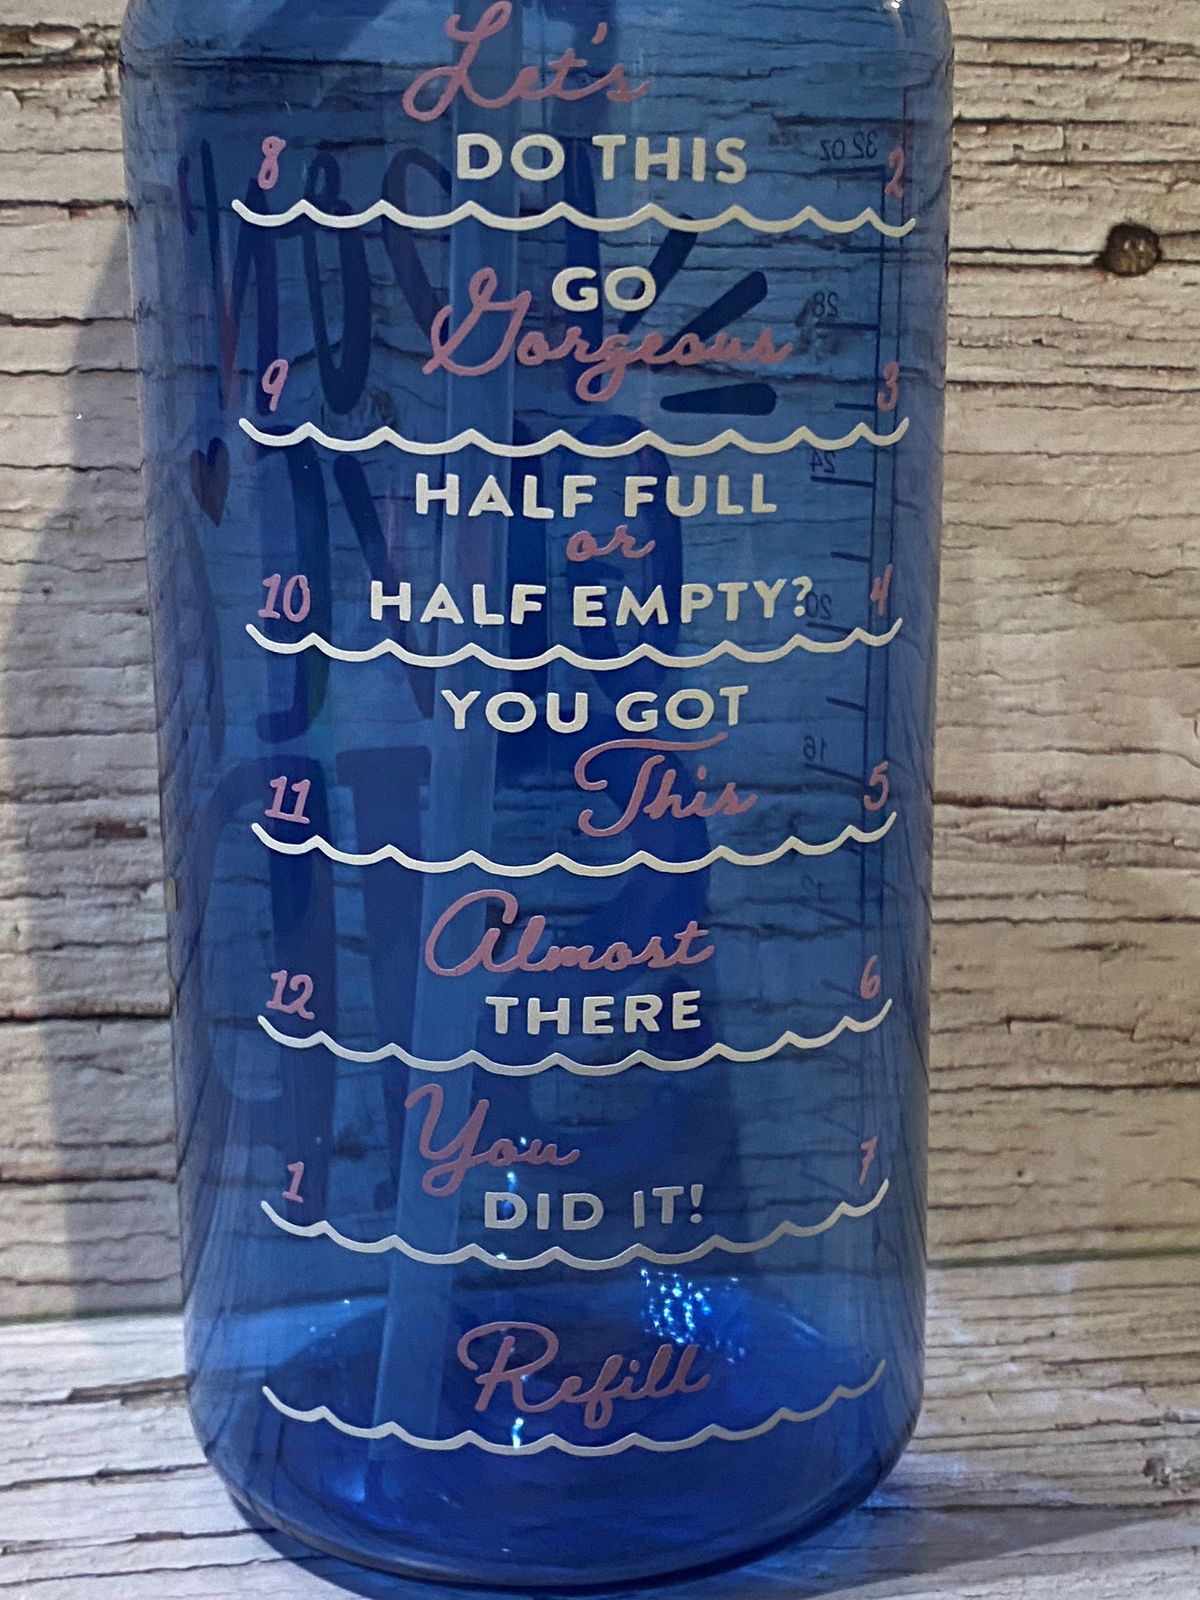 Let's
8 DO THIS 2
GO
Gorgeous
9 3
HALF FULL
or
10 HALF EMPTY? 4
YOU GOT
This
11 5
Almost
12 THERE 6
You
1 DID IT! 7
Refill
32 OZ
28
24
20
16
12